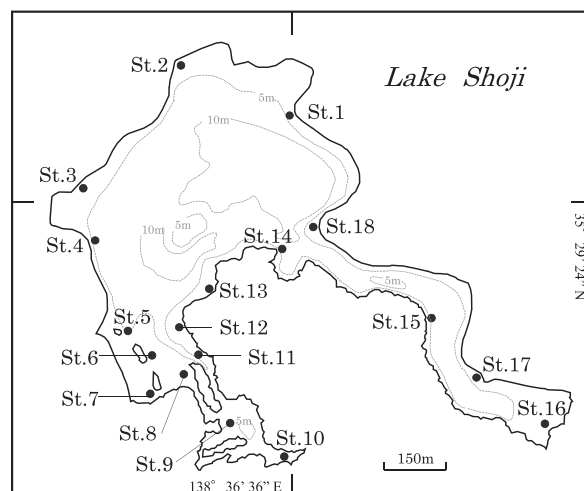 Lake Shoji
St.2
5m
St.1
10m
St.3
St.18
5m
10m
St.14
St.4
35° 29' 24" N
5m
St.13
St.5
St.12
St.15
St.6
St.11
St.17
St.7
St.16
St.8
5m
St.9
St.10
150m
138° 36' 36" E